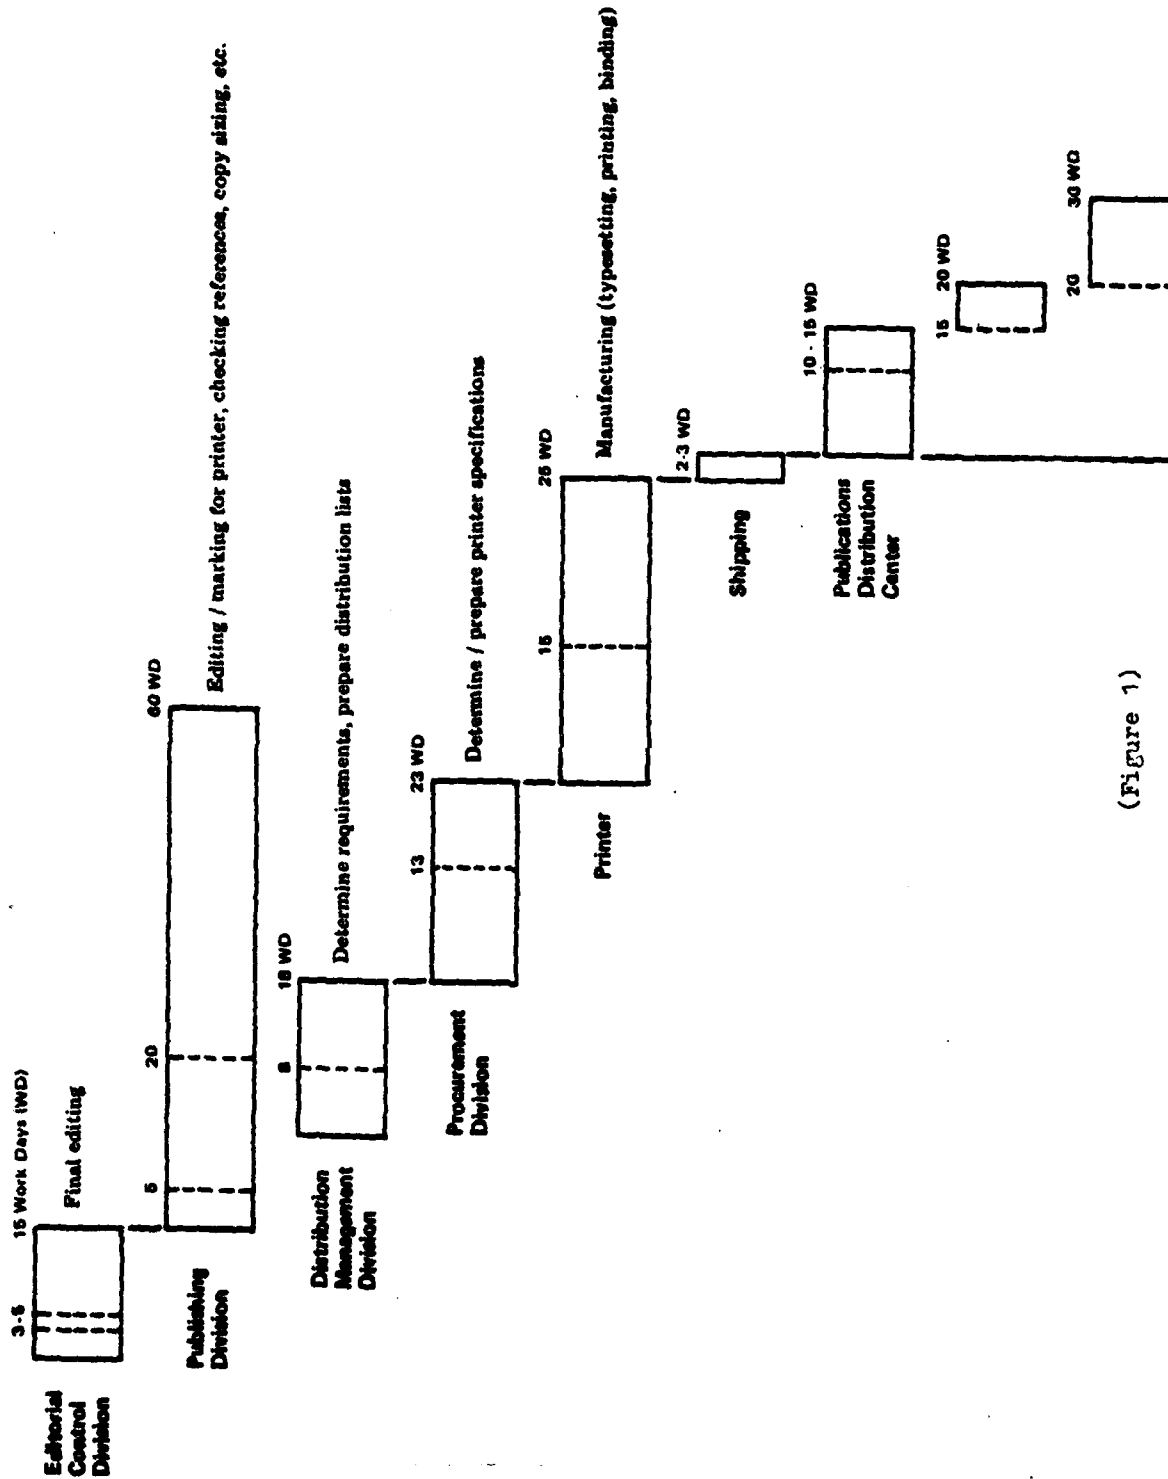 3-5
15 Work Days (WD)
Editorial
Control
Division
Final editing
5
20
60 WD
Publishing
Division
Editing / marking for printer, checking references, copy sizing, etc.
8
18 WD
Distribution
Management
Division
Determine requirements, prepare distribution lists
13
23 WD
Procurement
Division
Determine / prepare printer specifications
15
25 WD
Printer
Manufacturing (typesetting, printing, binding)
2-3 WD
Shipping
10 - 15 WD
Publications
Distribution
Center
15
20 WD
20
30 WD
(Figure 1)